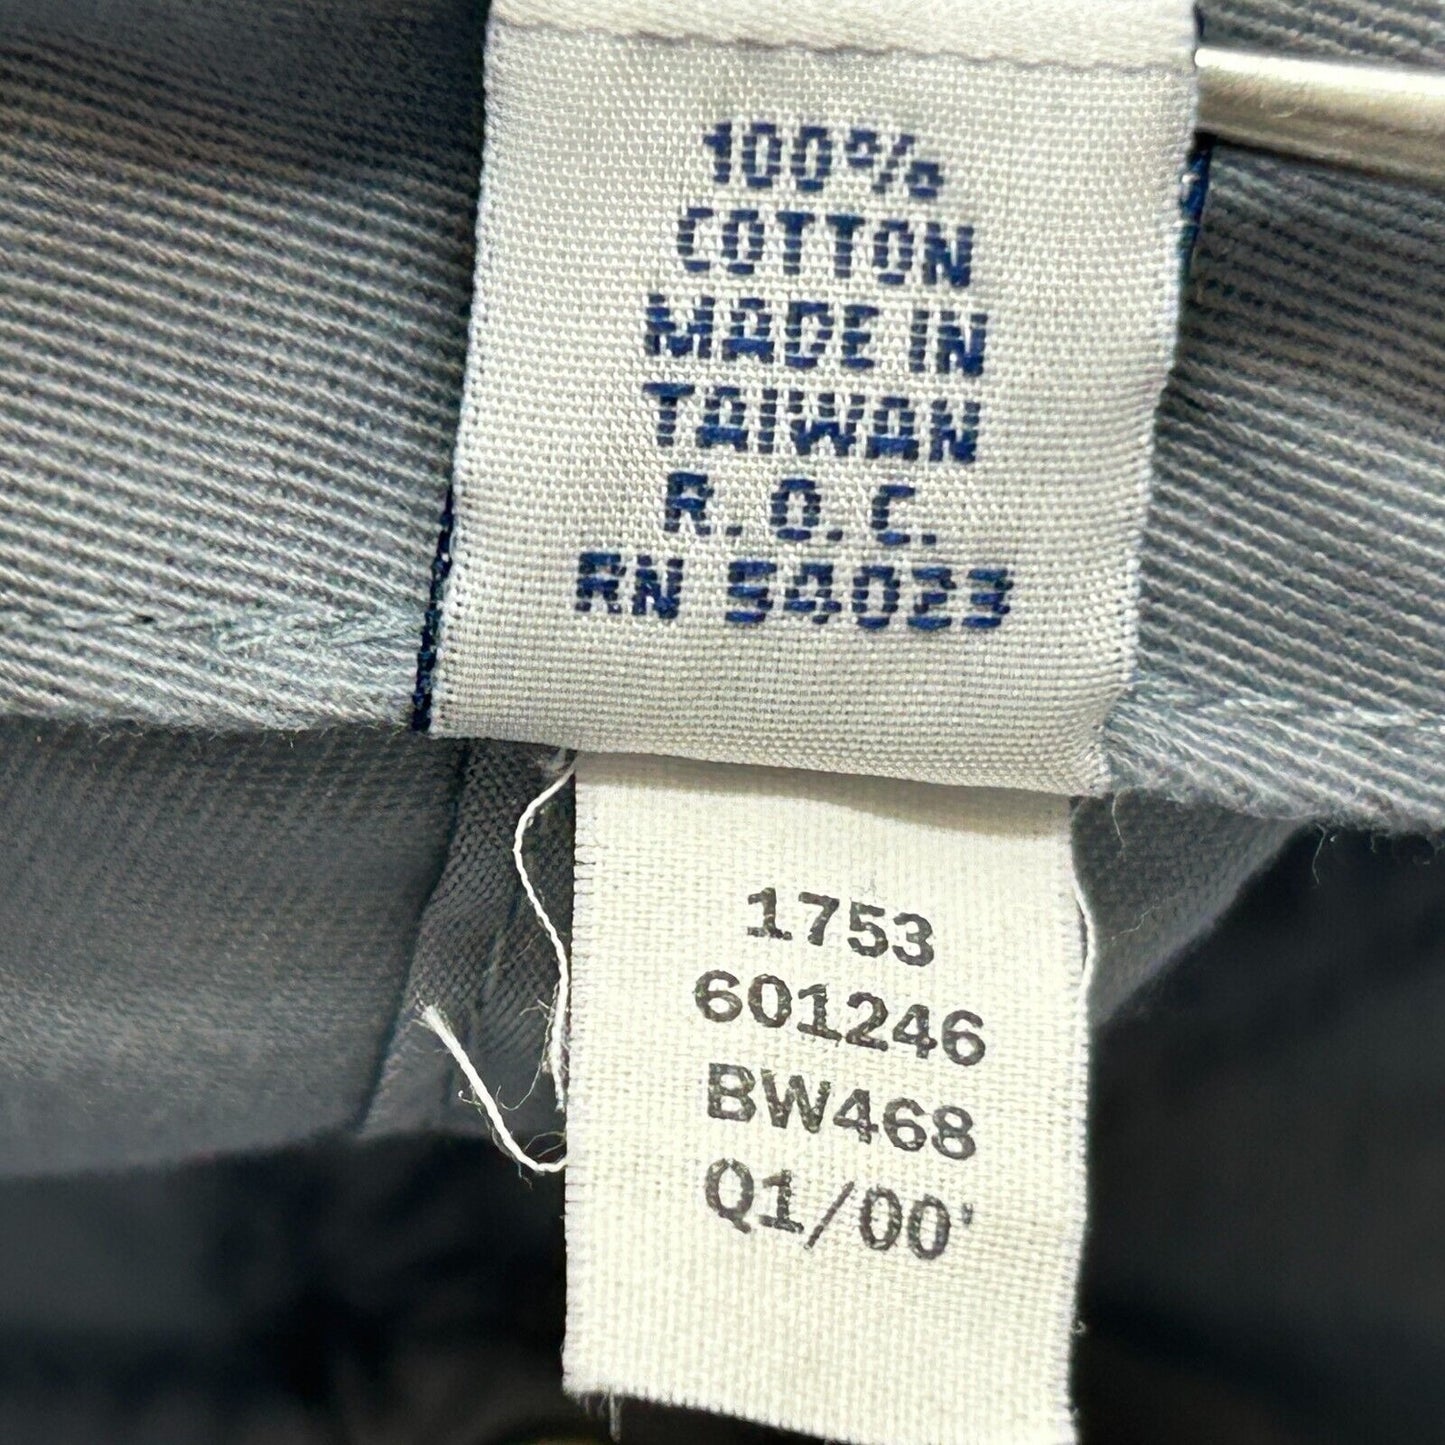 100%
COTTON
MADE IN
TAIWAN
R.O.C.
RN 54023
1753
601246
BW468
Q1/00